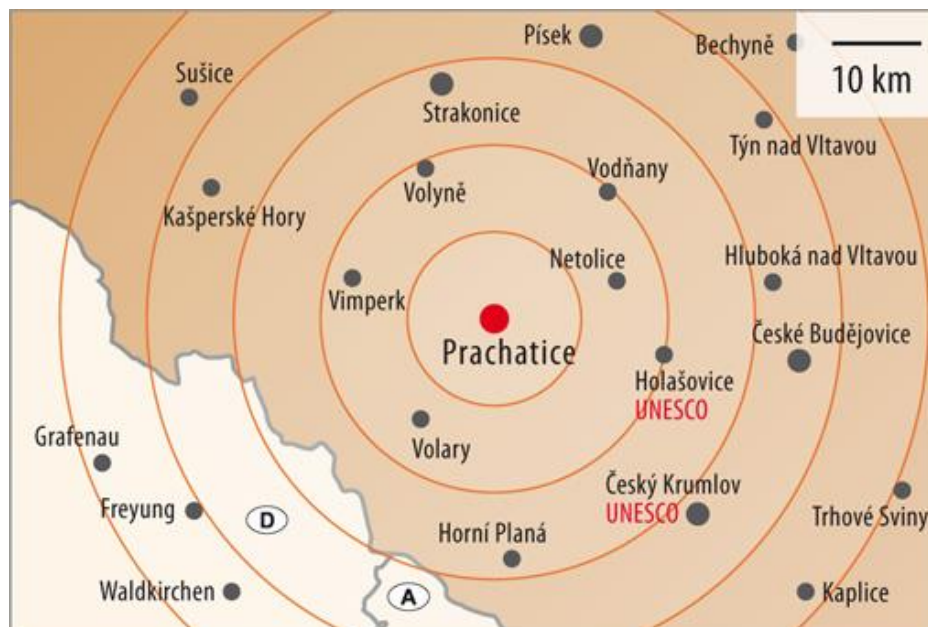 Písek
Bechyně
10 km
Sušice
Strakonice
Týn nad Vltavou
Vodňany
Volyně
Kašperské Hory
Netolice
Hluboká nad Vltavou
Vimperk
České Budějovice
Prachatice
Holašovice
UNESCO
Grafenau
Volary
Český Krumlov
UNESCO
Freyung
D
Trhové Sviny
Horní Planá
Waldkirchen
A
Kaplice